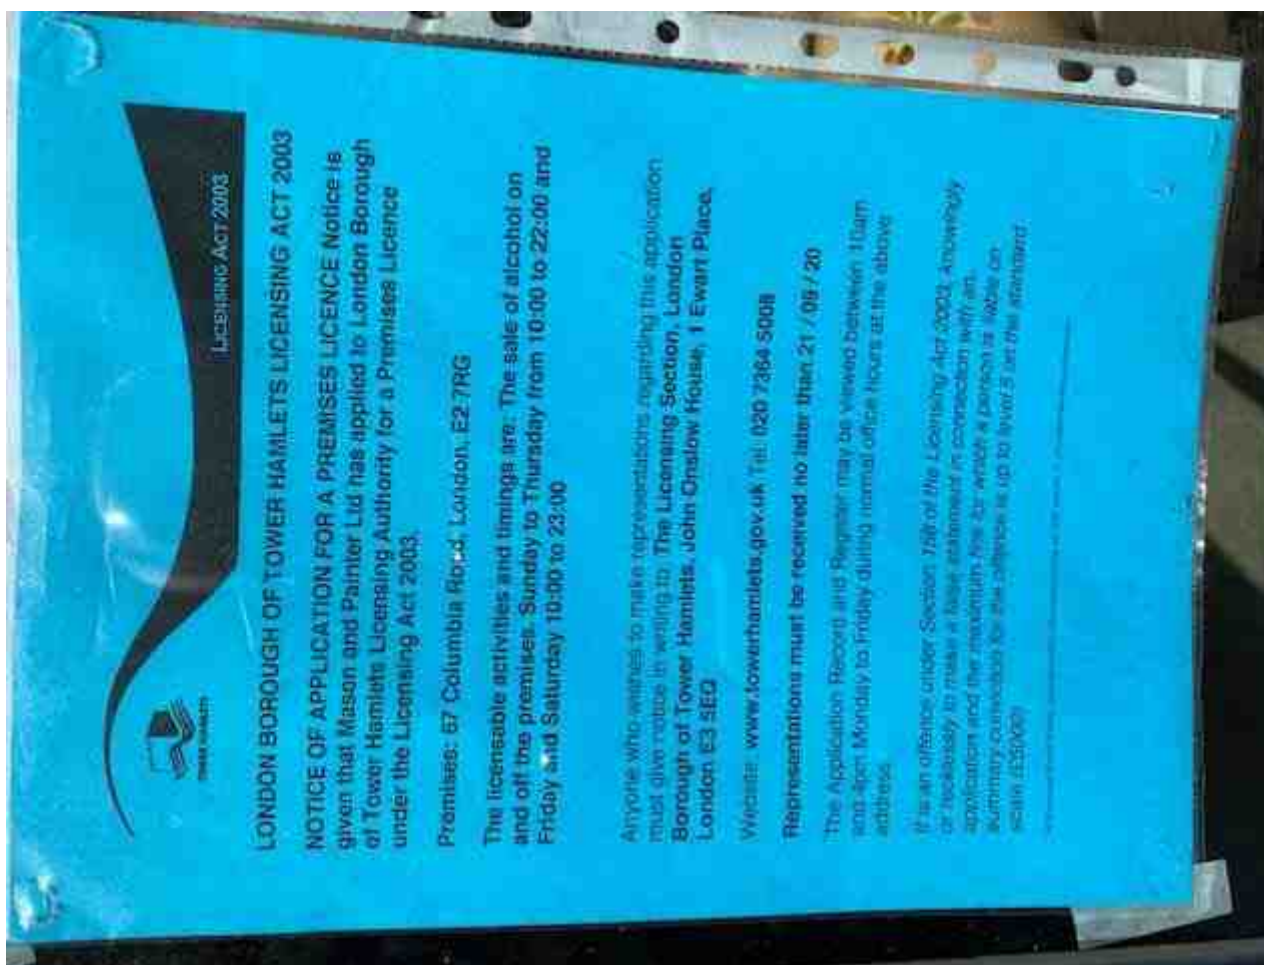 LICENSING ACT 2003
TOWER HAMLETS
LONDON BOROUGH OF TOWER HAMLETS LICENSING ACT 2003
NOTICE OF APPLICATION FOR A PREMISES LICENCE Notice is
given that Mason and Painter Ltd has applied to London Borough
of Tower Hamlets Licensing Authority for a Premises Licence
under the Licensing Act 2003.
Premises: 67 Columbia Road, London, E2 7RG
The licensable activities and timings are: The sale of alcohol on
and off the premises: Sunday to Thursday from 10:00 to 22:00 and
Friday and Saturday 10:00 to 23:00
Anyone who wishes to make representations regarding this application
must give notice in writing to: The Licensing Section, London
Borough of Tower Hamlets, John Onslow House, 1 Ewart Place,
London E3 5EQ
Website: www.towerhamlets.gov.uk Tel: 020 7364 5008
Representations must be received no later than 21 / 09 / 20
The Application Record and Register may be viewed between 10am
and 4pm Monday to Friday during normal office hours at the above
address
It is an offence under Section 158 of the Licensing Act 2003, knowingly
or recklessly to make a false statement in connection with an
application and the maximum fine for which a person is liable on
summary conviction for the offence is up to level 5 on the standard
scale